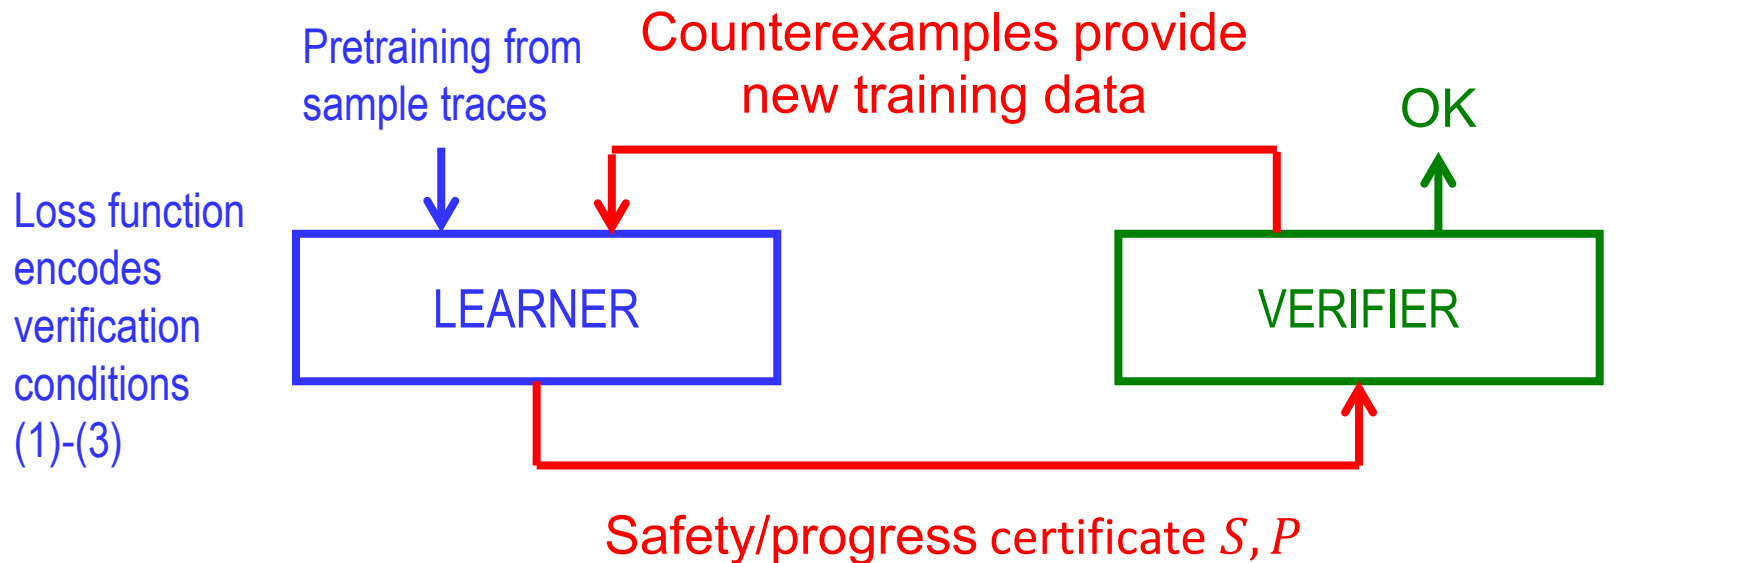 Pretraining from
sample traces
Counterexamples provide
new training data
OK
Loss function
encodes
verification
conditions
(1)-(3)
LEARNER
VERIFIER
Safety/progress certificate S, P